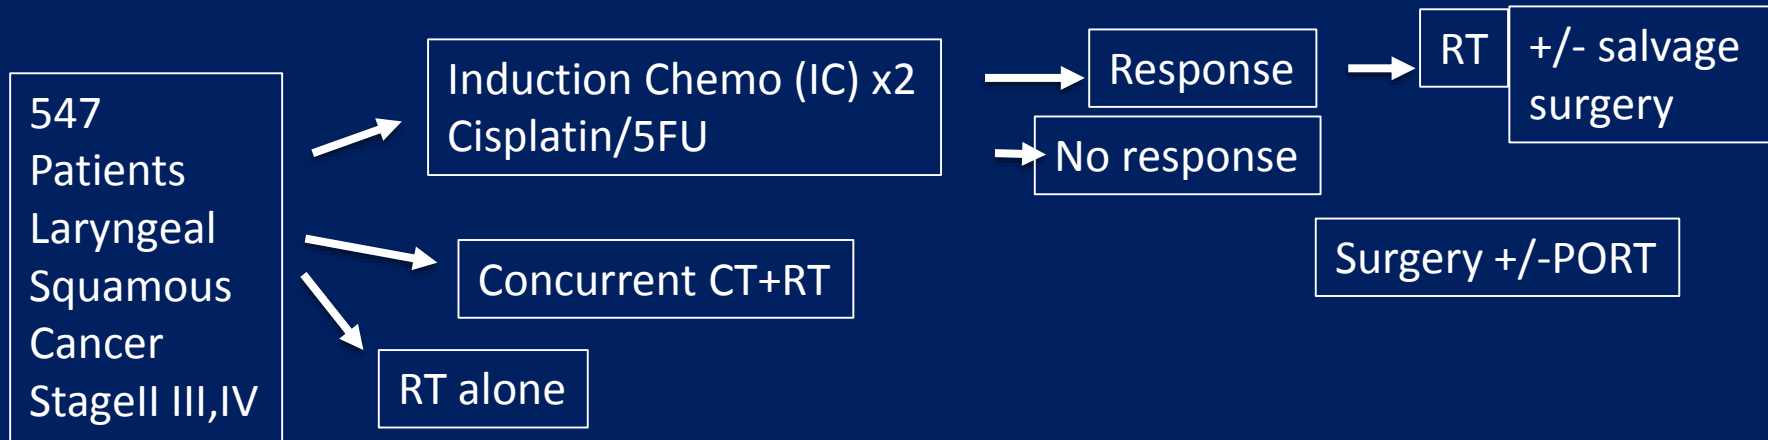 547
Patients
Laryngeal
Squamous
Cancer
StageII III,IV
Induction Chemo (IC) x2
Cisplatin/5FU
Response
RT
+/- salvage
surgery
No response
Surgery +/-PORT
Concurrent CT+RT
RT alone